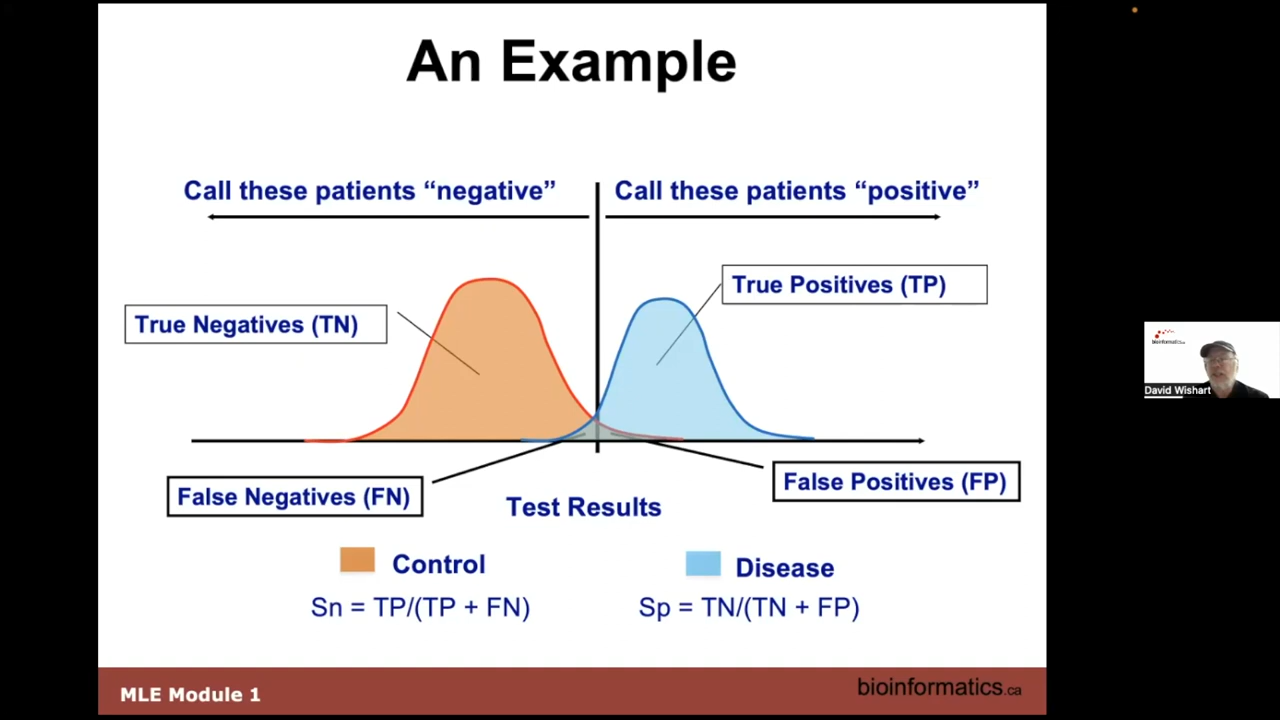 An Example
Call these patients “negative”
Call these patients “positive”
True Positives (TP)
True Negatives (TN)
False Negatives (FN)
False Positives (FP)
Test Results
Control
Disease
Sn = TP/(TP + FN)
Sp = TN/(TN + FP)
MLE Module 1
bioinformatics.ca
bioinformatics.ca
David Wishart